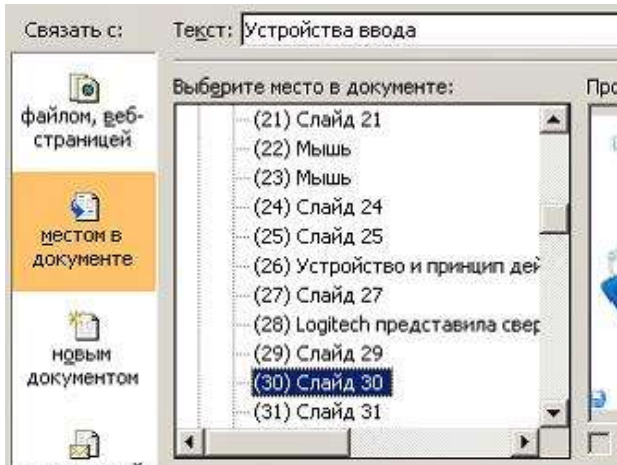 Связать с:
Текст: Устройства ввода
файлом, веб-
страницей
местом в
документе
новым
документом
Выберите место в документе:
(21) Слайд 21
(22) Мышь
(23) Мышь
(24) Слайд 24
(25) Слайд 25
(26) Устройство и принцип дей
(27) Слайд 27
(28) Logitech представила свер
(29) Слайд 29
(30) Слайд 30
(31) Слайд 31
Про